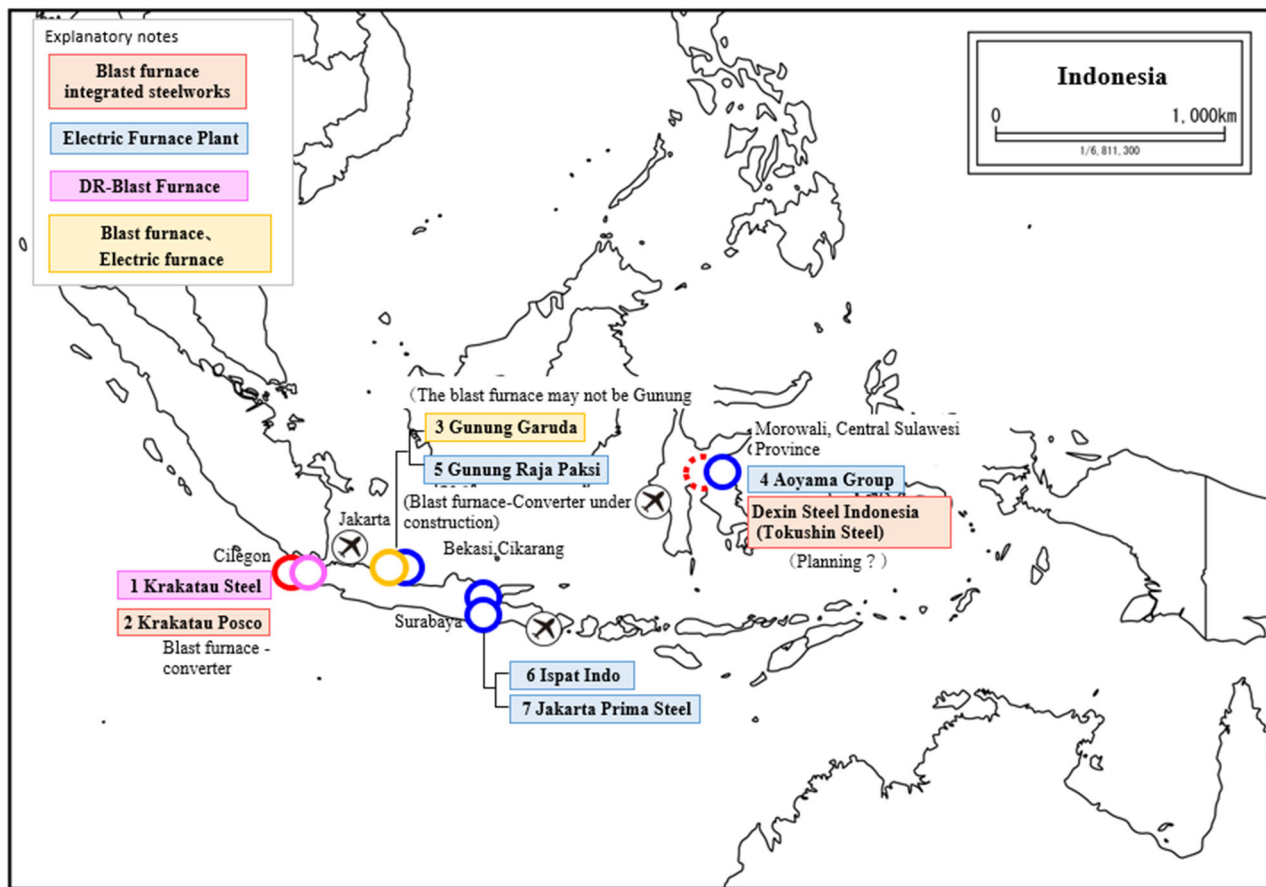 Explanatory notes
Blast furnace
integrated steelworks
Electric Furnace Plant
DR-Blast Furnace
Blast furnace、
Electric furnace
Indonesia
0 1,000km
1/6,811,300
(The blast furnace may not be Gunung
3 Gunung Garuda
5 Gunung Raja Paksi
(Blast furnace-Converter under
construction)
Morowali, Central Sulawesi
Province
4 Aoyama Group
Dexin Steel Indonesia
(Tokushin Steel)
(Planning ? )
Jakarta
Cilegon
Bekasi,Cikarang
1 Krakatau Steel
2 Krakatau Posco
Blast furnace -
converter
Surabaya
6 Ispat Indo
7 Jakarta Prima Steel